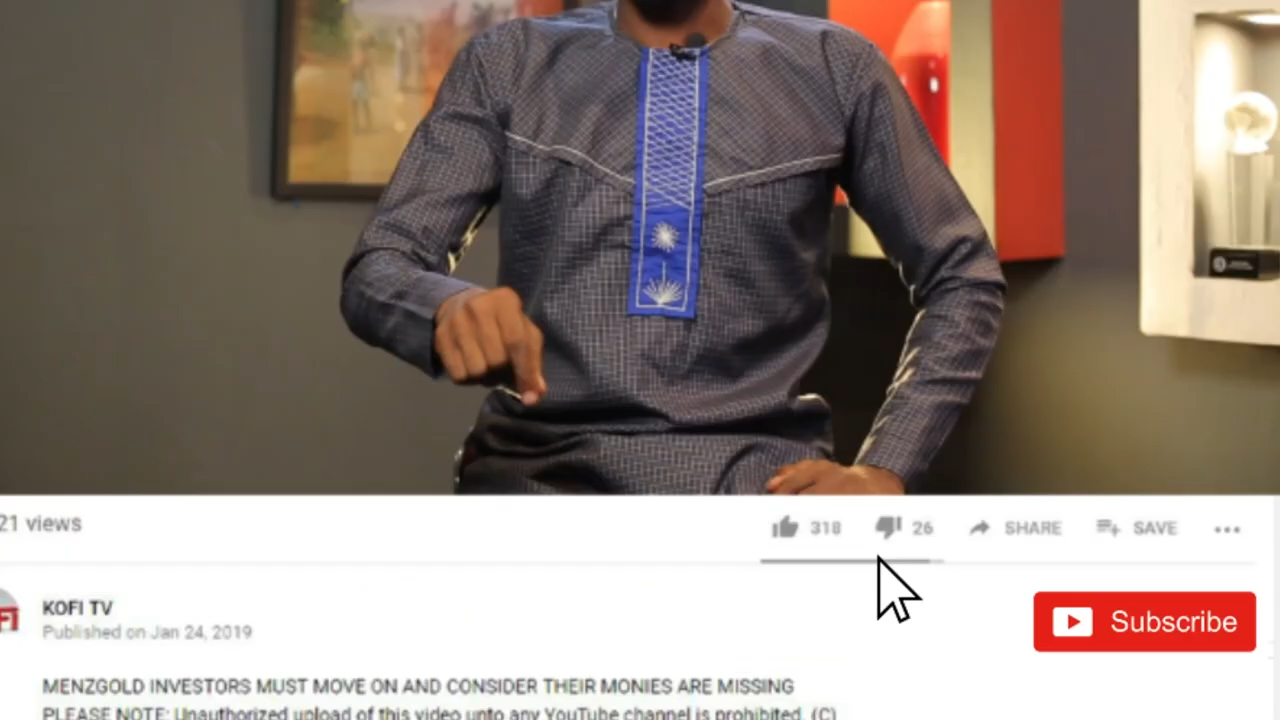 21 views
318
26
SHARE
SAVE
KOFI TV
Published on Jan 24, 2019
Subscribe
MENZGOLD INVESTORS MUST MOVE ON AND CONSIDER THEIR MONIES ARE MISSING
PLEASE NOTE: Unauthorized upload of this video unto any YouTube channel is prohibited. (C)